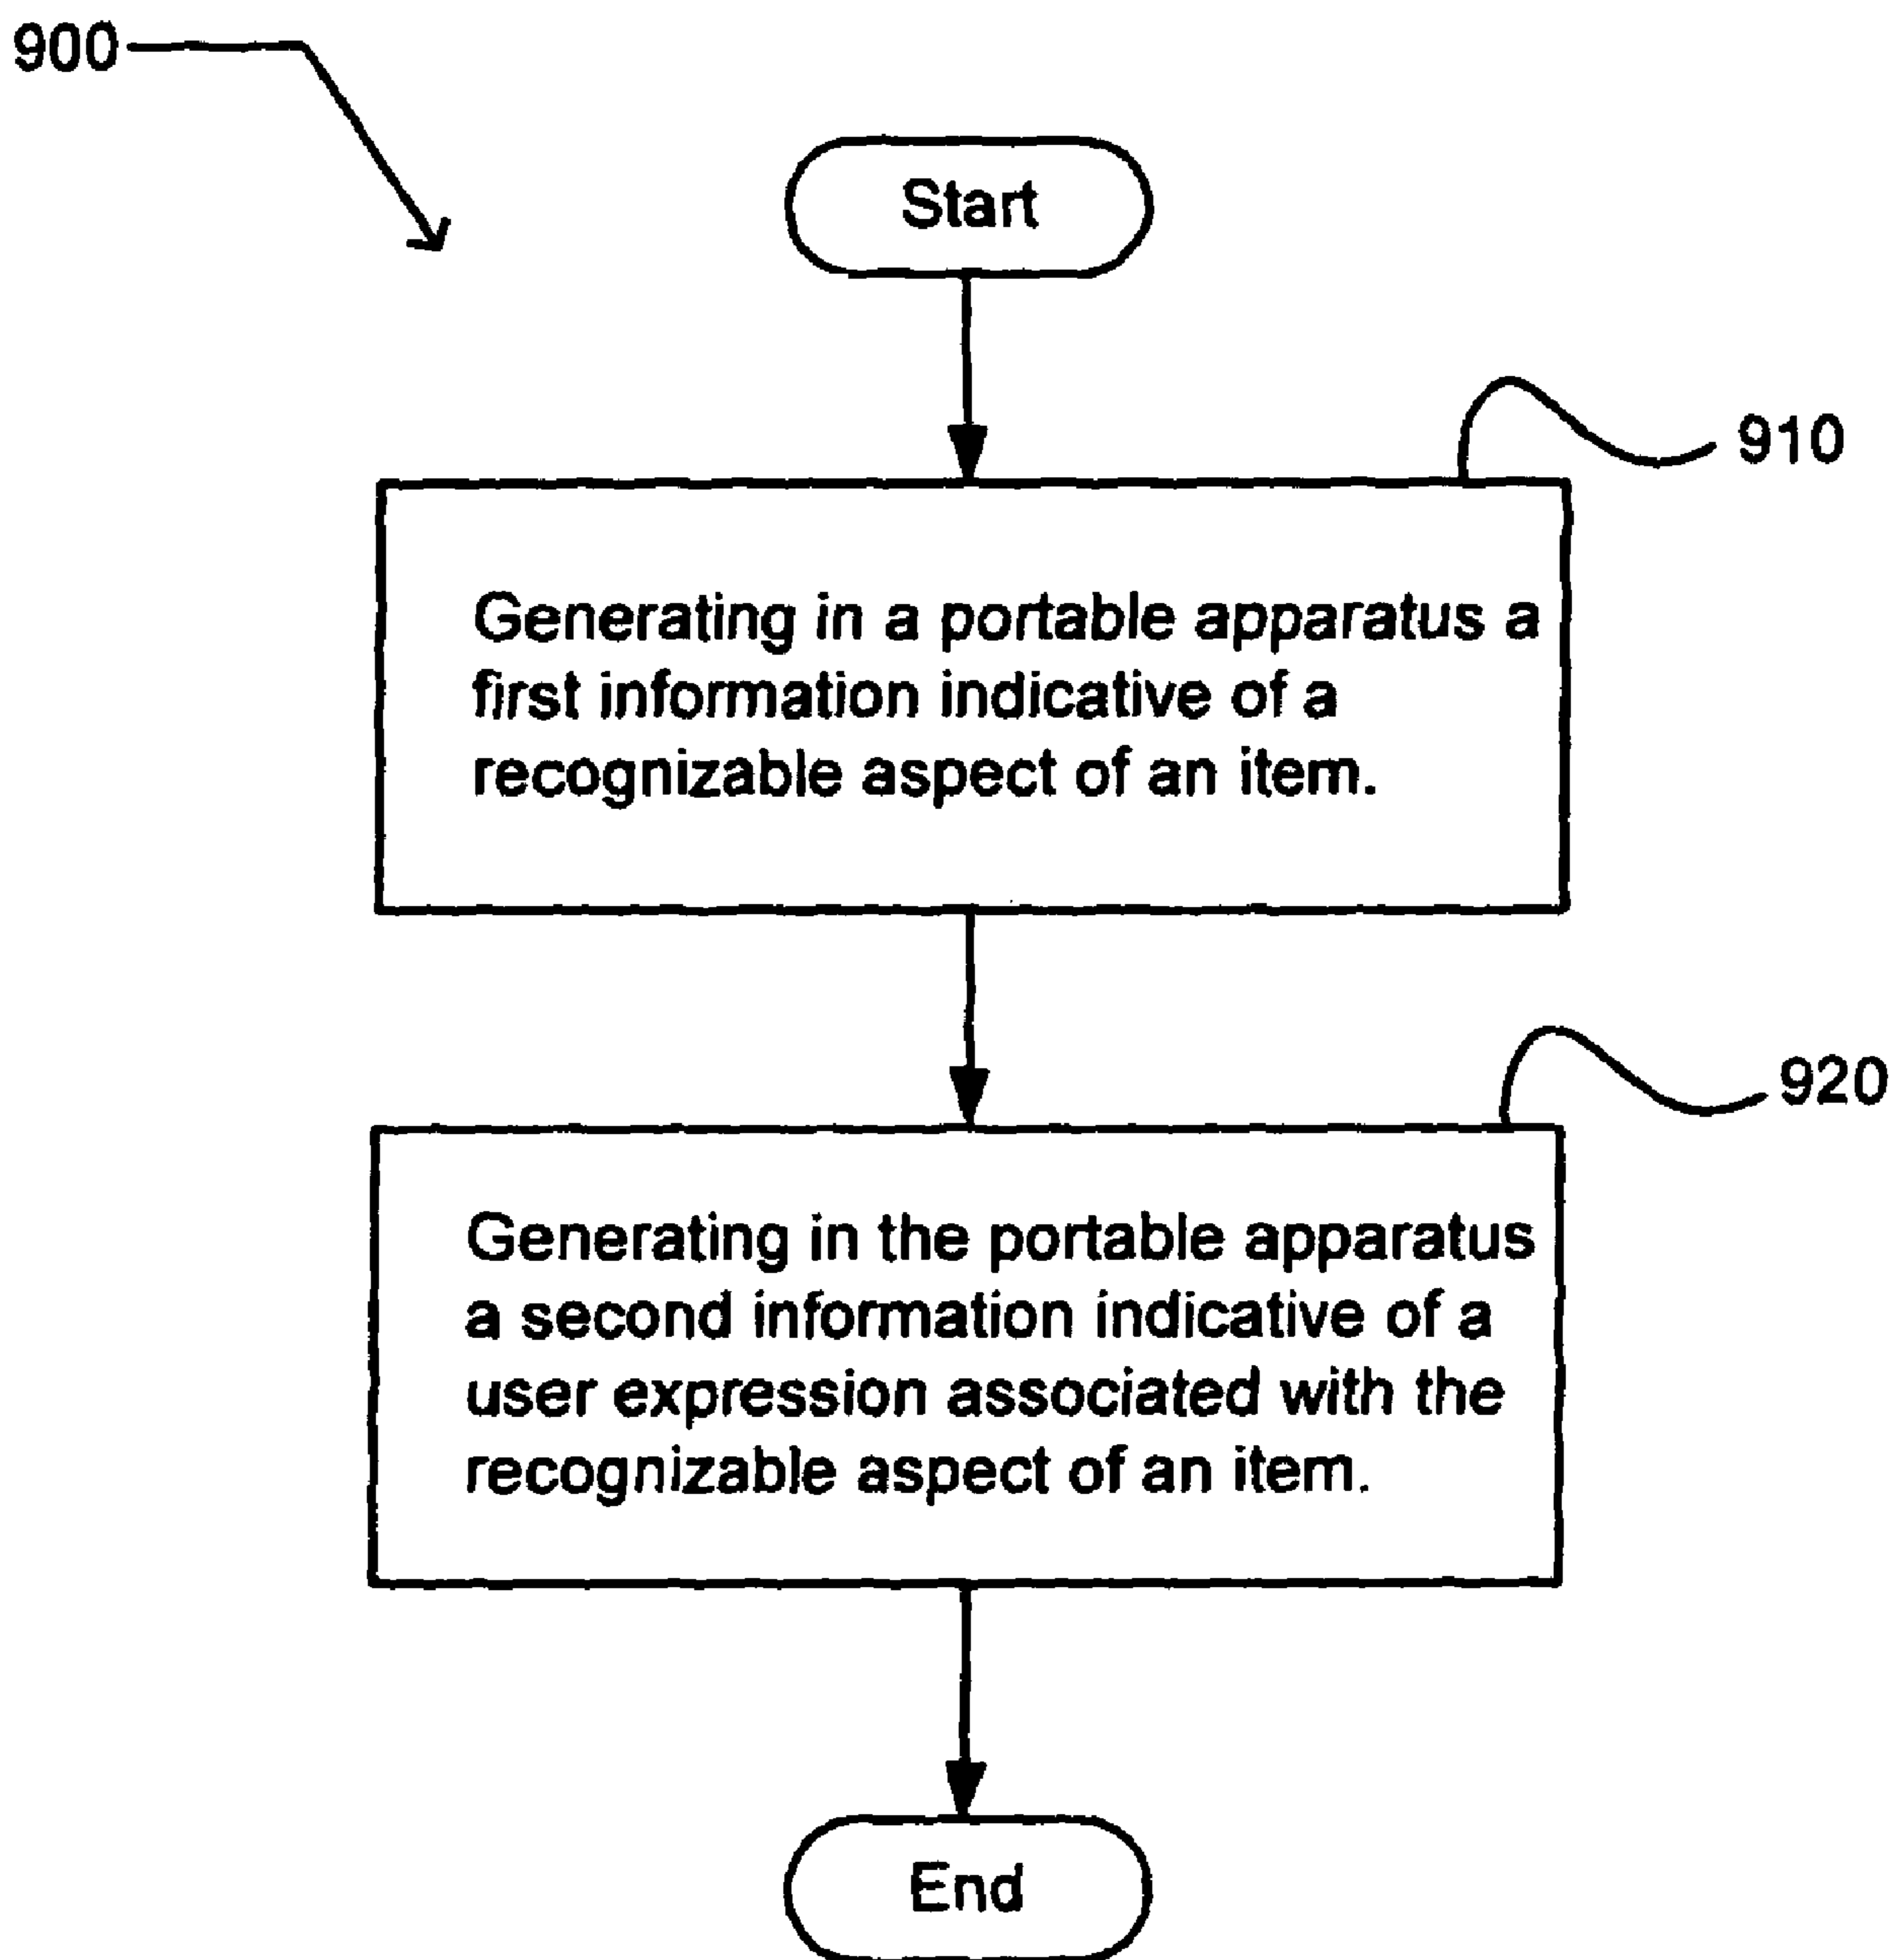 900
Start
910
Generating in a portable apparatus a
first information indicative of a
recognizable aspect of an item.
920
Generating in the portable apparatus
a second information indicative of a
user expression associated with the
recognizable aspect of an item.
End